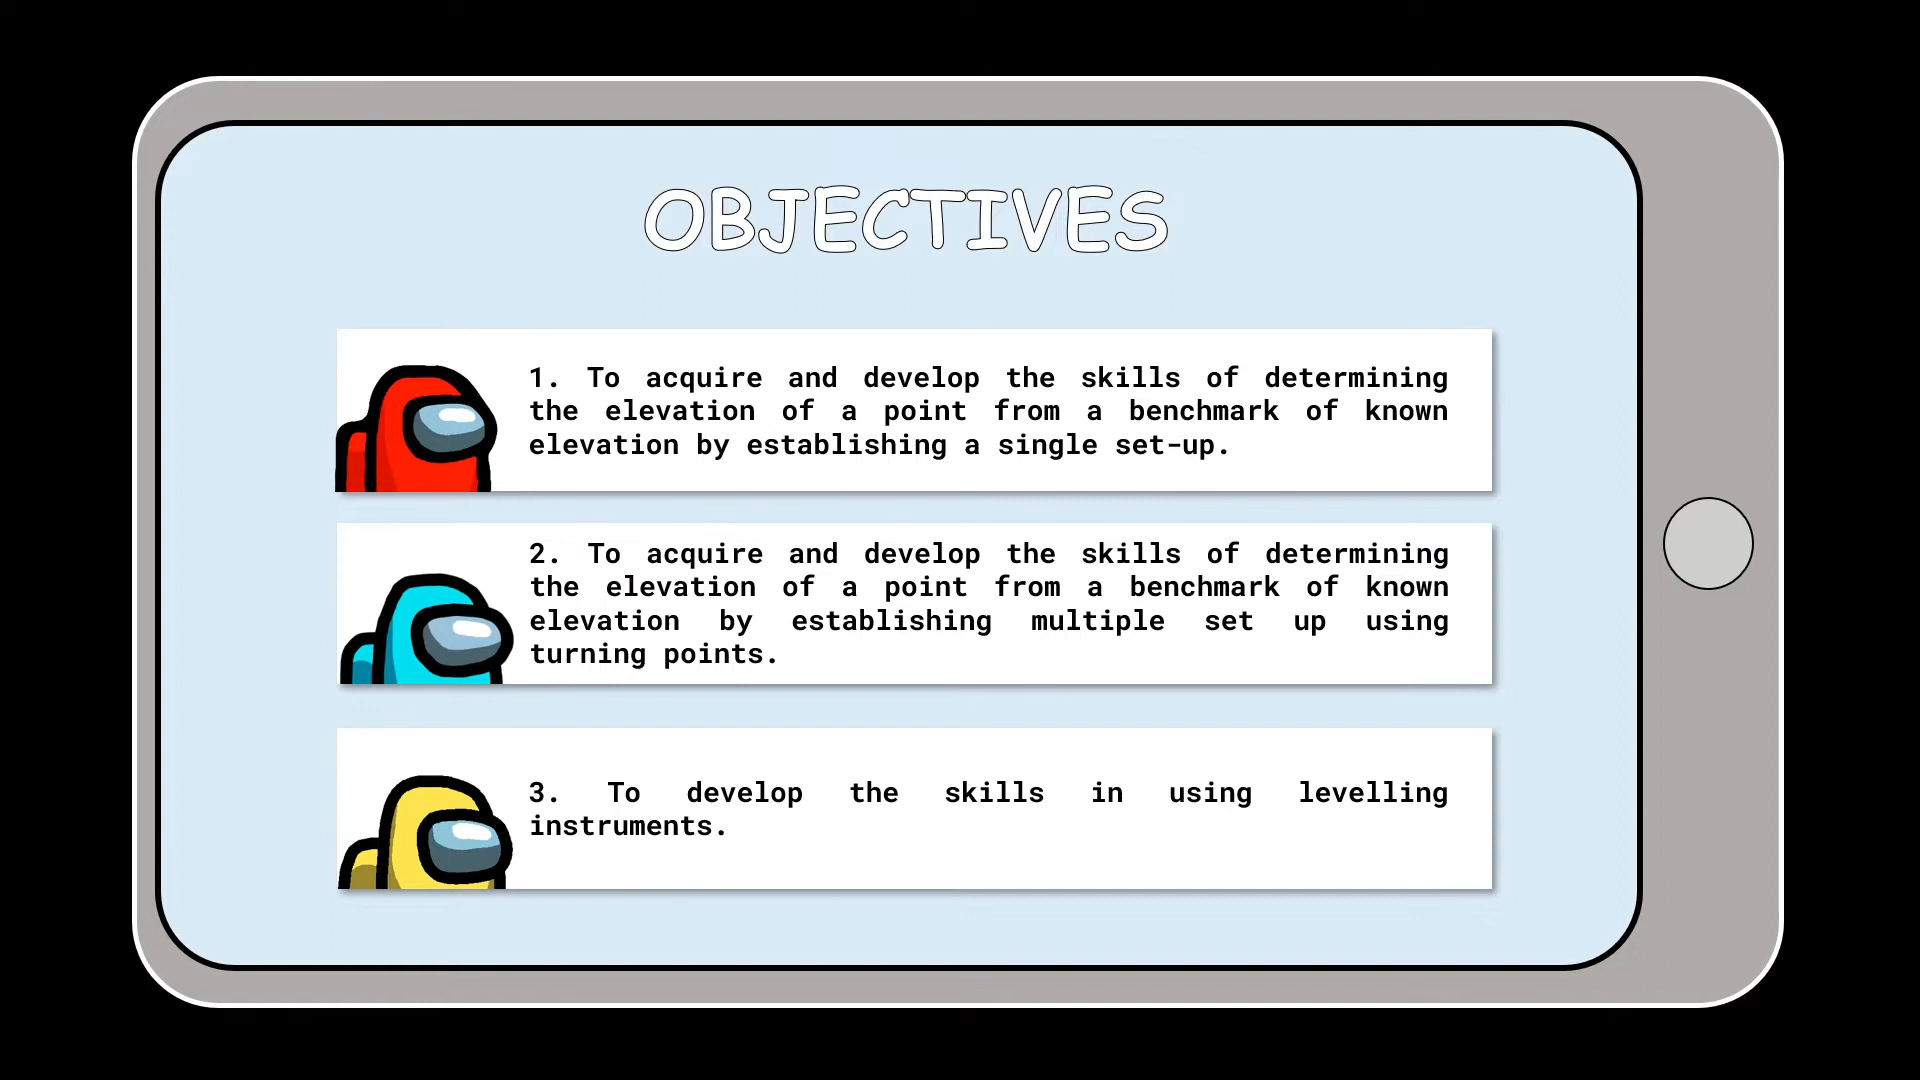 OBJECTIVES
1. To acquire and develop the skills of determining
the elevation of a point from a benchmark of known
elevation by establishing a single set-up.
2. To acquire and develop the skills of determining
the elevation of a point from a benchmark of known
elevation by establishing multiple set up using
turning points.
3. To develop the skills in using levelling
instruments.